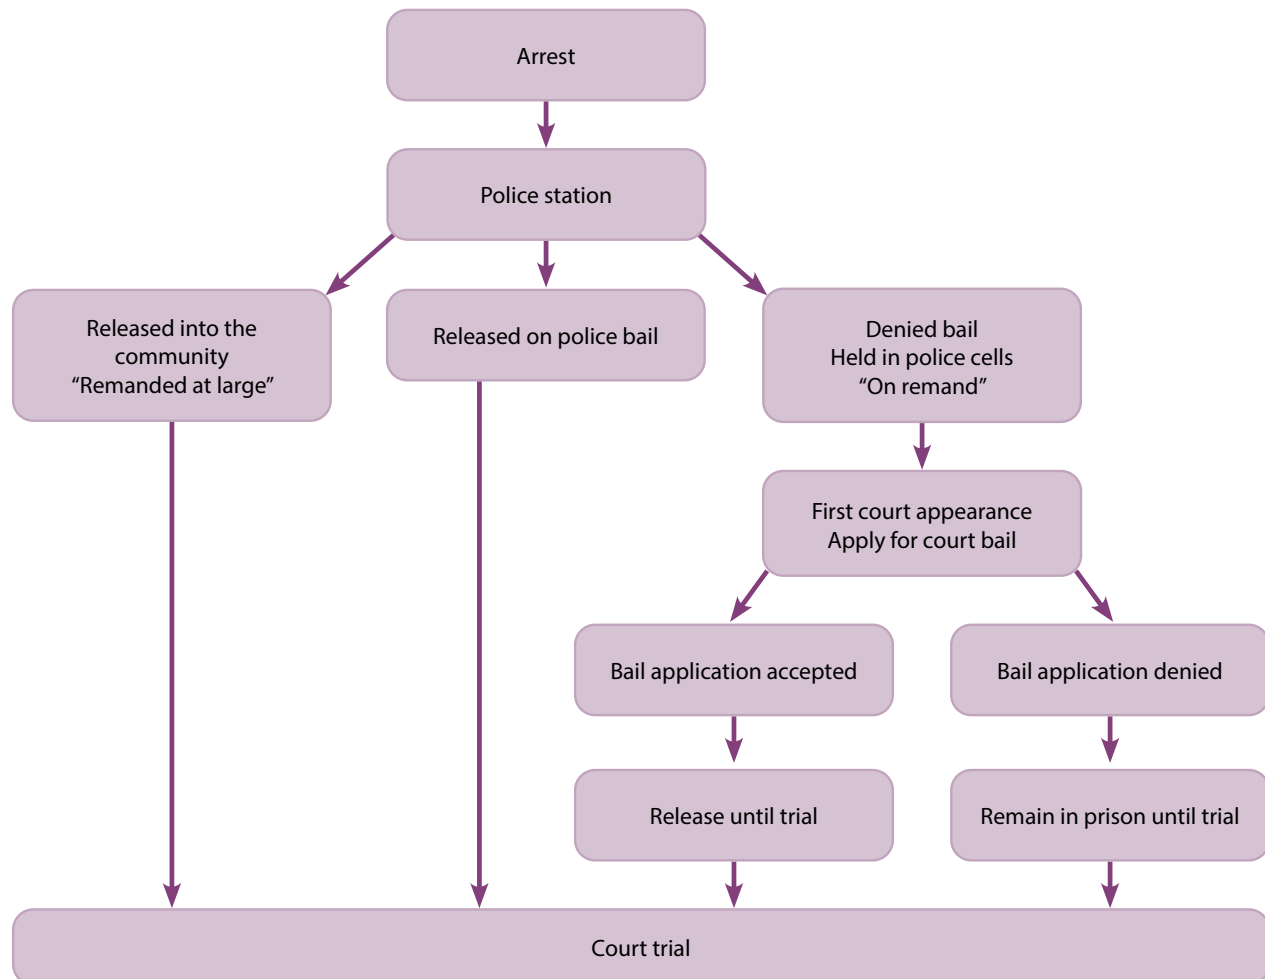 Arrest
Police station
Released into the
community
“Remanded at large”
Released on police bail
Denied bail
Held in police cells
“On remand”
First court appearance
Apply for court bail
Bail application accepted
Bail application denied
Release until trial
Remain in prison until trial
Court trial